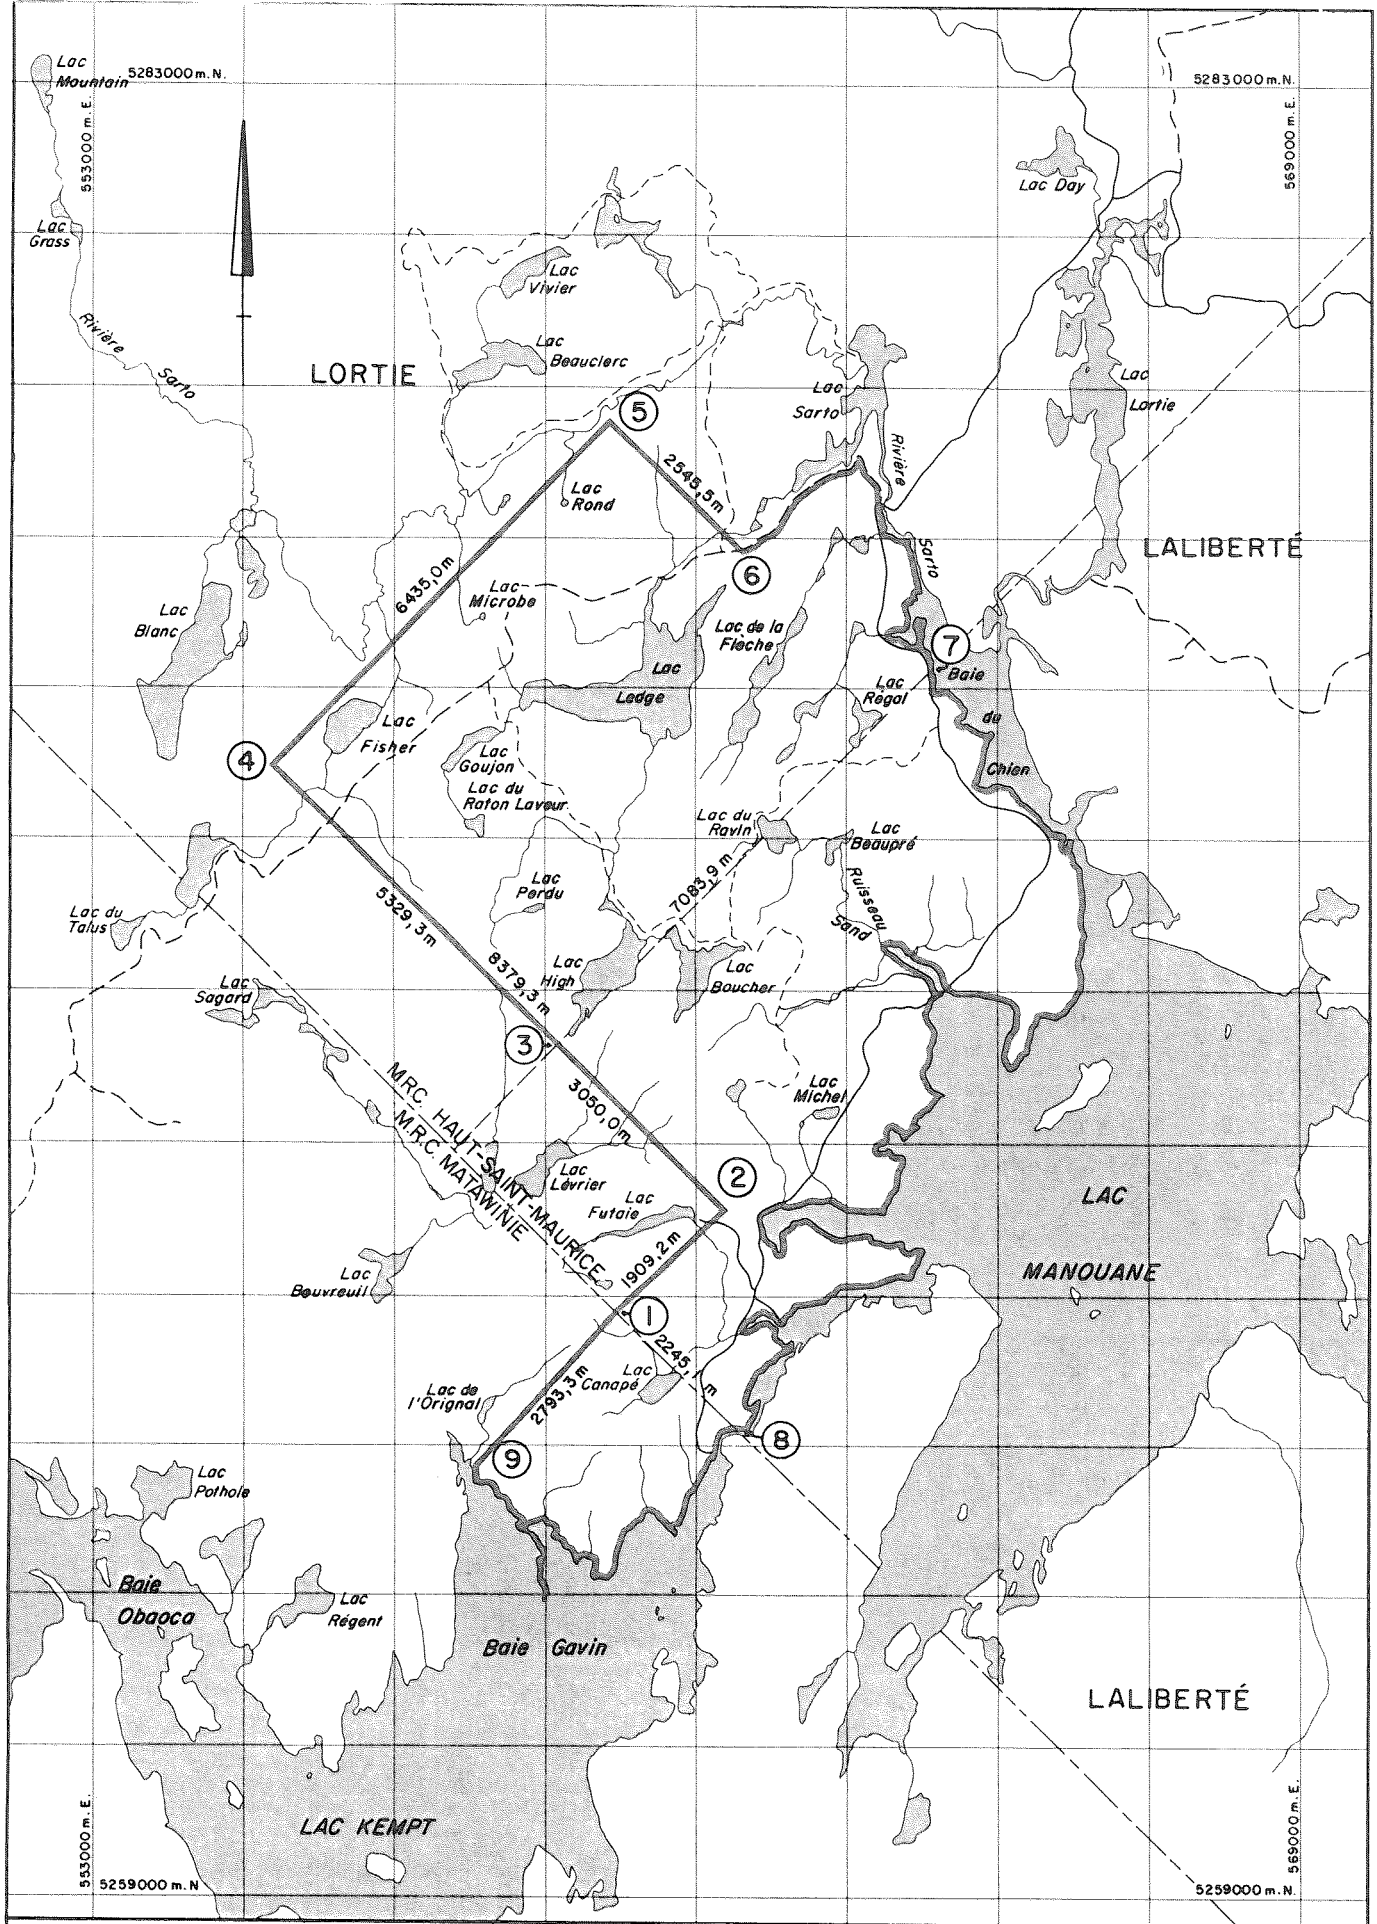 Lac
Mountain
5283000 m. N.
5283000 m. N.
553000 m. E.
569000 m. E.
Lac Day
Lac
Grass
Lac
Vivier
Rivière
Sarto
Lac
Beauclerc
LORTIE
Lac
Sarto
Lac
Lortie
5
Rivière
2545,5 m
Lac
Rond
Sarto
LALIBERTÉ
6
6435,0 m
Lac
Microbe
Lac
Blanc
Lac de la
Flèche
7
Lac
Ledge
Baie
du
Chien
Lac
Régal
Lac
Fisher
4
Lac
Goujon
Lac du
Raton Laveur
Lac du
Ravin
Lac
Beaupré
7083,9 m
Ruisseau
Sand
Lac
Perdu
5329,3 m
Lac du
Talus
8379,3 m
Lac
High
Lac
Boucher
Lac
Sagard
3
3050,0 m
Lac
Michel
MRC. HAUT-SAINT-MAURICE
M.R.C. MATAWINIE
Lac
Lévrier
2
Lac
Futaie
LAC
MANOUANE
1909,2 m
Lac
Bouvreuil
1
2245,1 m
Lac
Canapé
Lac de
l'Orignal
2793,3 m
8
9
Lac
Pothole
Baie
Obaoca
Lac
Régent
Baie Gavin
LALIBERTÉ
LAC KEMPT
553000 m. E.
569000 m. E.
5259000 m. N
5259000 m. N.